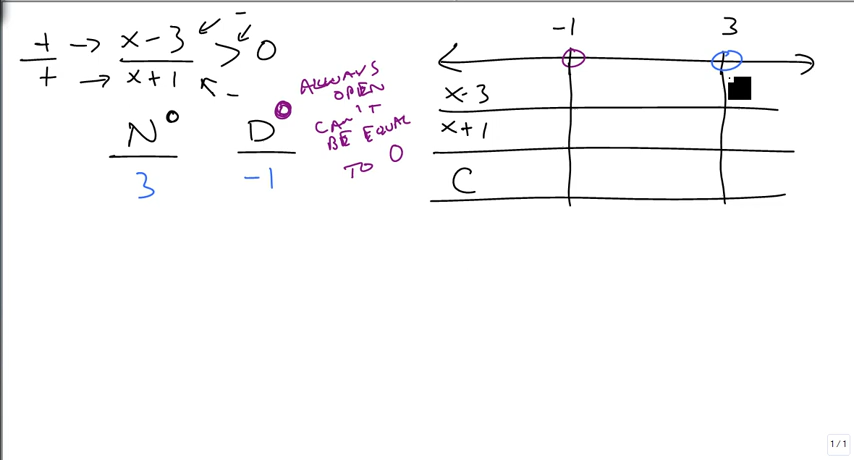 + → x-3 > 0
+ → x+1 -
N D
3 -1
ALWAYS
OPEN
CAN'T
BE EQUAL
TO 0
-1 3
x-3
x+1
C
1 / 1